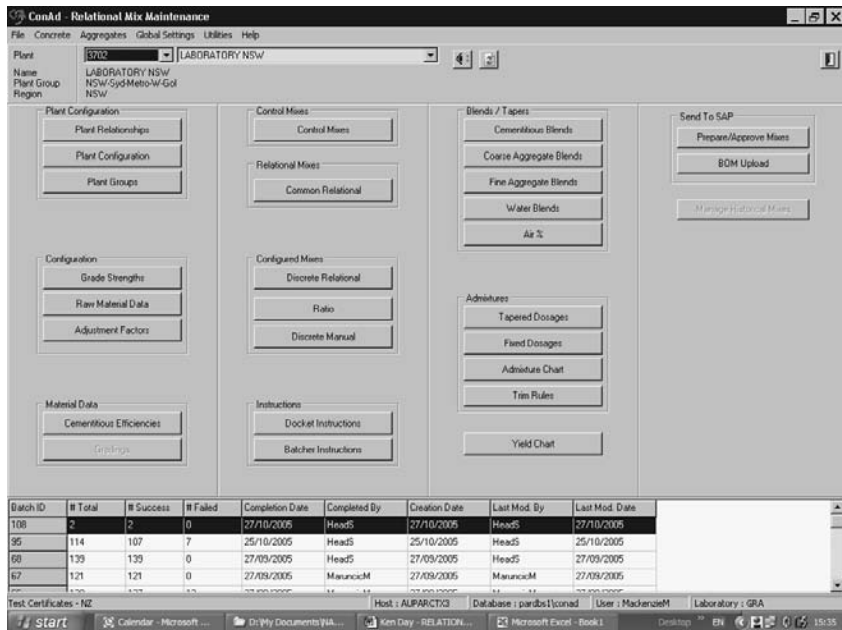 ConAd - Relational Mix Maintenance
File Concrete Aggregates Global Settings Utilities Help
Plant 3702 LABORATORY NSW
Name LABORATORY NSW
Plant Group NSW-Syd-Metro-W-Gol
Region NSW
Plant Configuration
Plant Relationships
Plant Configuration
Plant Groups
Configuration
Grade Strengths
Raw Material Data
Adjustment Factors
Material Data
Cementitious Efficiencies
Gradings
Control Mixes
Control Mixes
Relational Mixes
Common Relational
Configured Mixes
Discrete Relational
Ratio
Discrete Manual
Instructions
Docket Instructions
Batcher Instructions
Blends / Tapers
Cementitious Blends
Coarse Aggregate Blends
Fine Aggregate Blends
Water Blends
Air %
Admixtures
Tapered Dosages
Fixed Dosages
Admixture Chart
Trim Rules
Yield Chart
Send To SAP
Prepare/Approve Mixes
BOM Upload
Manage Historical Mixes
Batch ID # Total # Success # Failed Completion Date Completed By Creation Date Last Mod. By Last Mod. Date
108 2 2 0 27/10/2005 HeadS 27/10/2005 HeadS 27/10/2005
95 114 107 7 25/10/2005 HeadS 25/10/2005 HeadS 25/10/2005
68 139 139 0 27/09/2005 HeadS 27/09/2005 HeadS 27/09/2005
67 121 121 0 27/09/2005 MaruncicM 27/09/2005 MaruncicM 27/09/2005
Test Certificates - NZ Host : AUPARCTX3 Database : pardbs1\conad User : MackenzieM Laboratory : GRA
start Calendar - Microsoft ... D:\My Documents\NA... Ken Day - RELATION... Microsoft Excel - Book1 Desktop EN 15:35